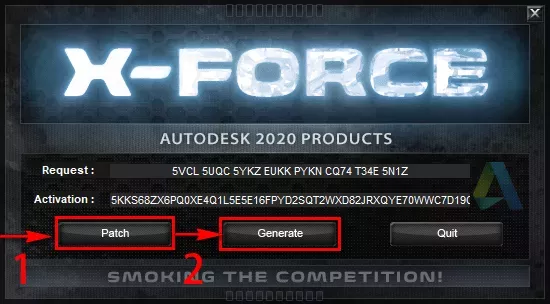 X-FORCE
AUTODESK 2020 PRODUCTS
Request : 5VCL 5UQC 5YKZ EUKK PYKN CQ74 T34E 5N1Z
Activation : 5KKS68ZX6PQ0XE4Q1L5E5E16FPYD2SQT2WXD82JRXQYE70WWC7D19C
Patch Generate Quit
1 2
SMOKING THE COMPETITION!